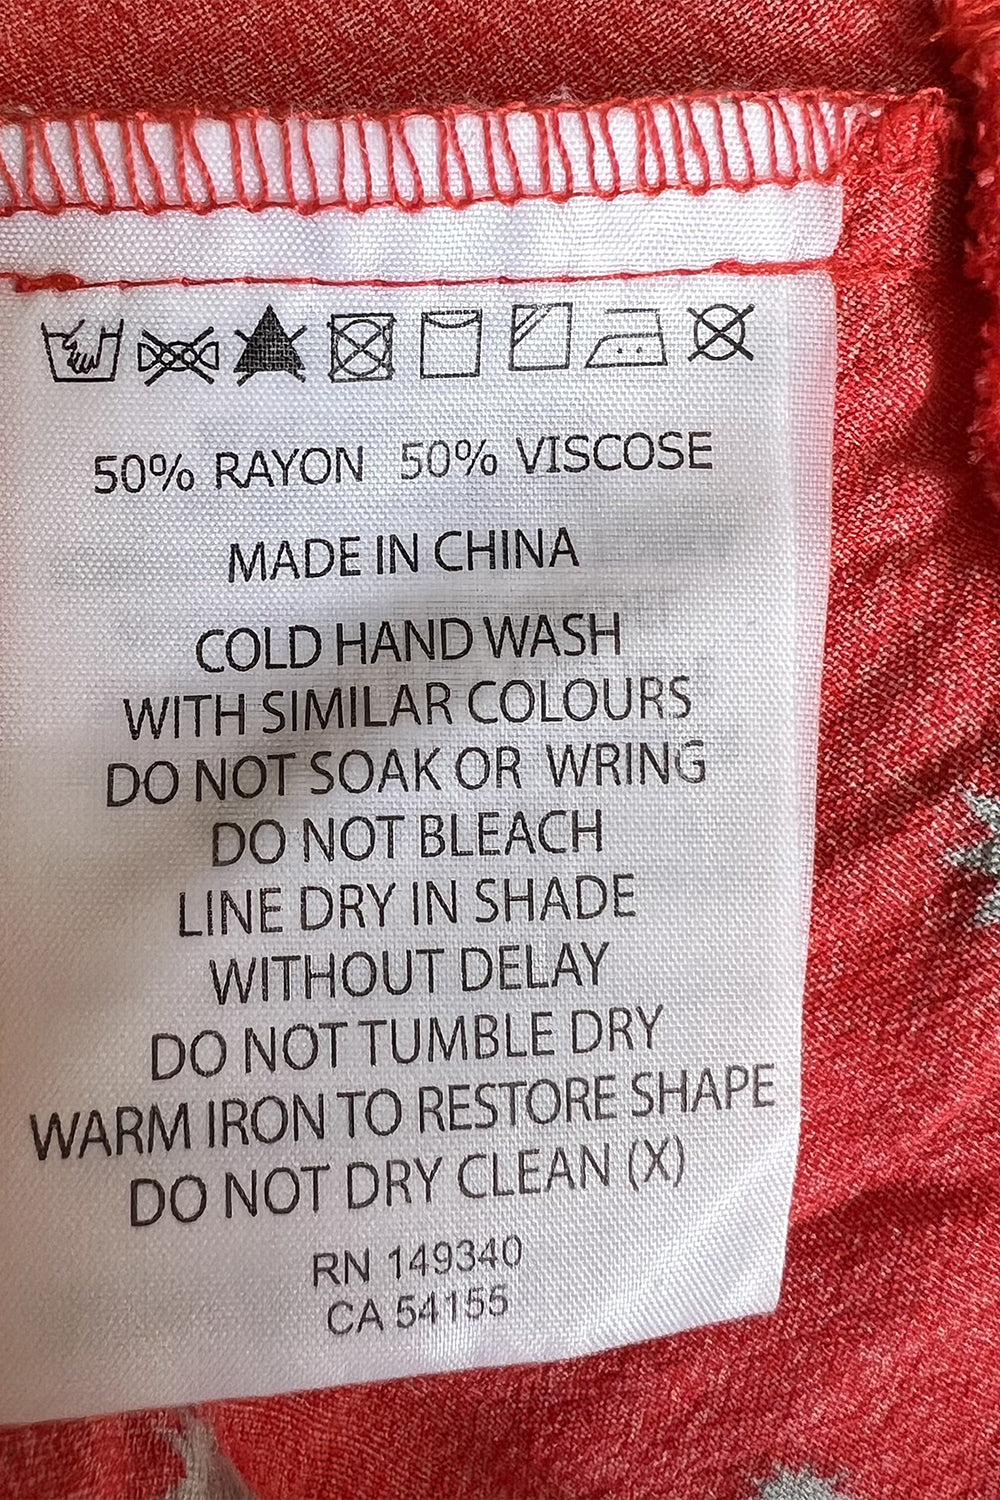 50% RAYON 50% VISCOSE
MADE IN CHINA
COLD HAND WASH
WITH SIMILAR COLOURS
DO NOT SOAK OR WRING
DO NOT BLEACH
LINE DRY IN SHADE
WITHOUT DELAY
DO NOT TUMBLE DRY
WARM IRON TO RESTORE SHAPE
DO NOT DRY CLEAN (X)
RN 149340
CA 54155